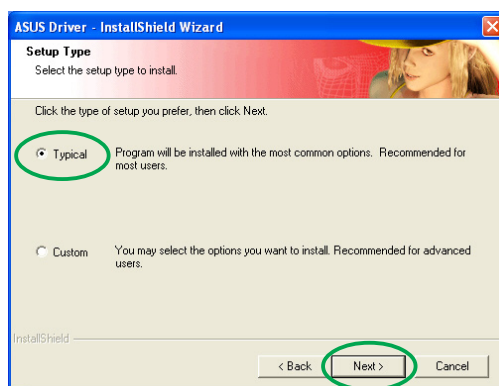 ASUS Driver - InstallShield Wizard
Setup Type
Select the setup type to install.
Click the type of setup you prefer, then click Next.
Typical
Program will be installed with the most common options. Recommended for
most users.
Custom
You may select the options you want to install. Recommended for advanced
users.
InstallShield
< Back
Next >
Cancel